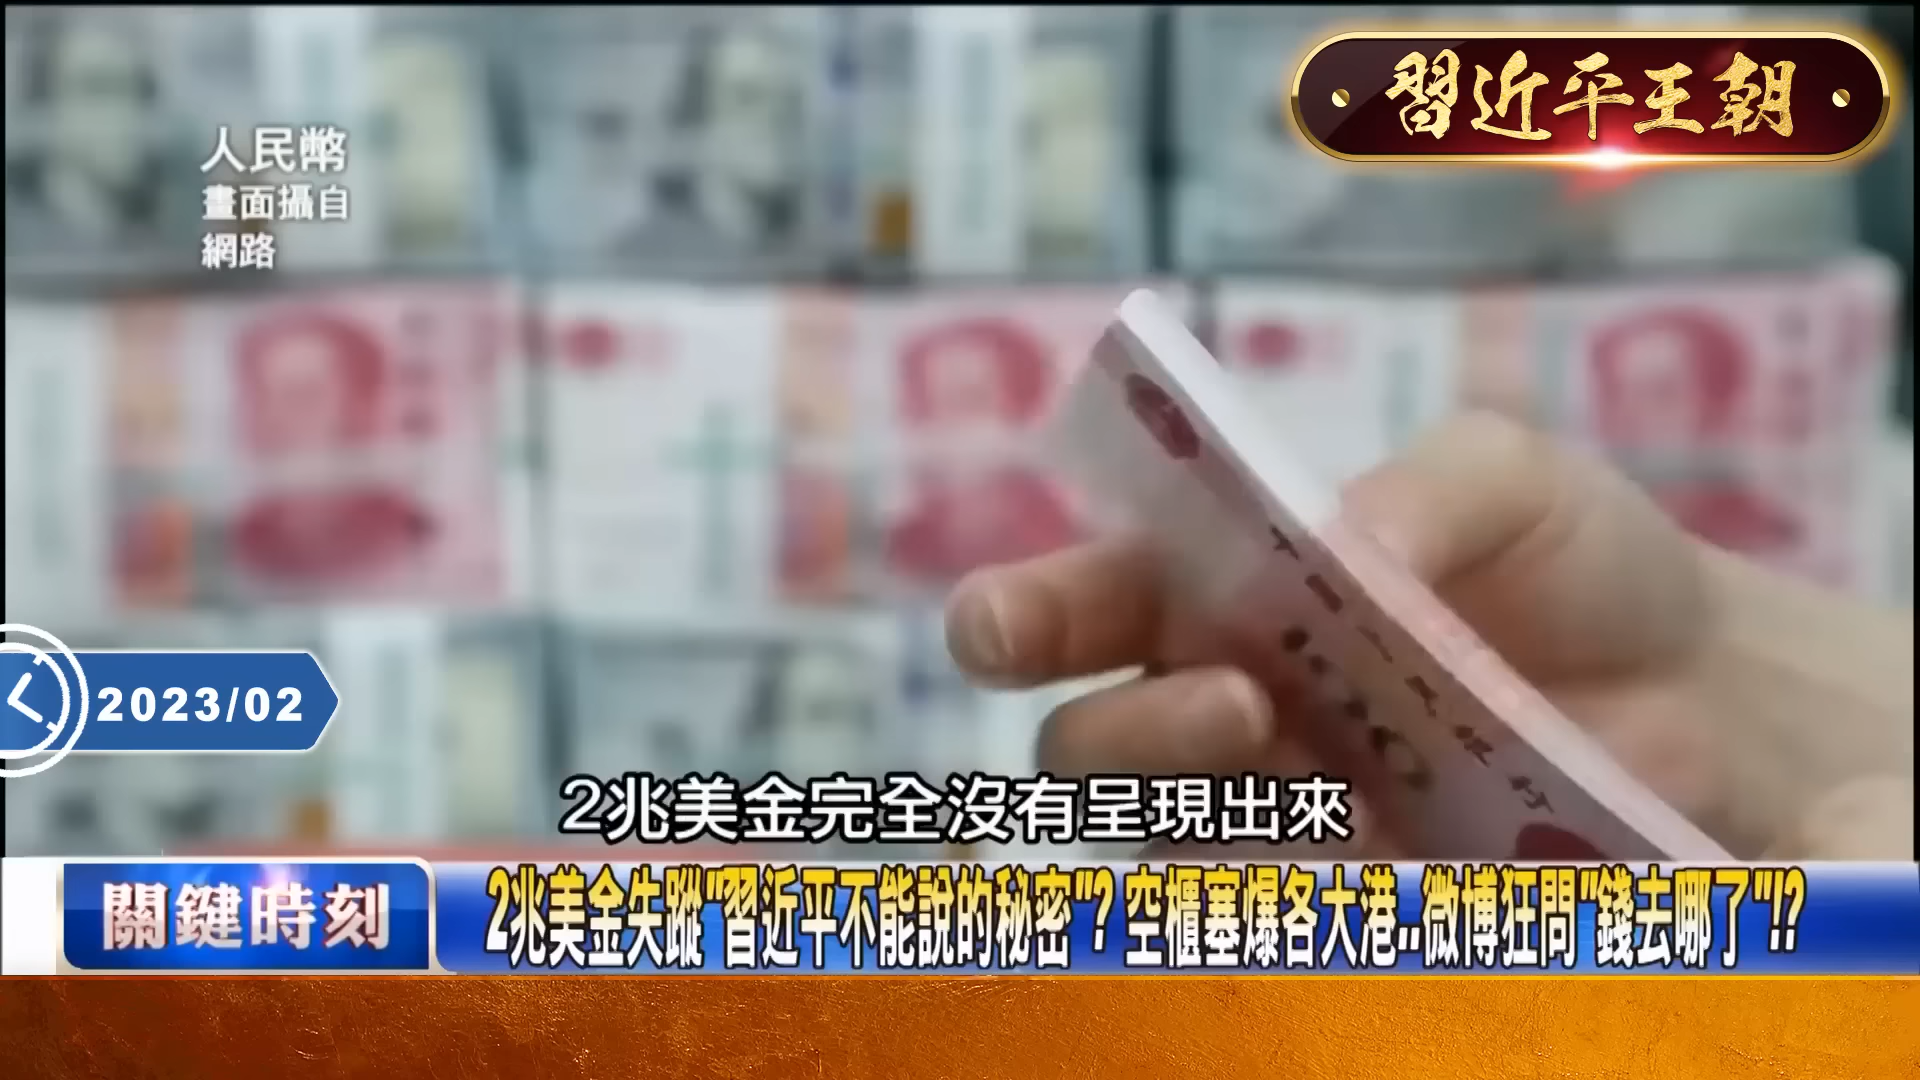 習近平王朝
人民幣
畫面攝自
網路
2023/02
2兆美金完全沒有呈現出來
關鍵時刻
2兆美金失蹤"習近平不能說的秘密"? 空櫃塞爆各大港..微博狂問"錢去哪了"!?